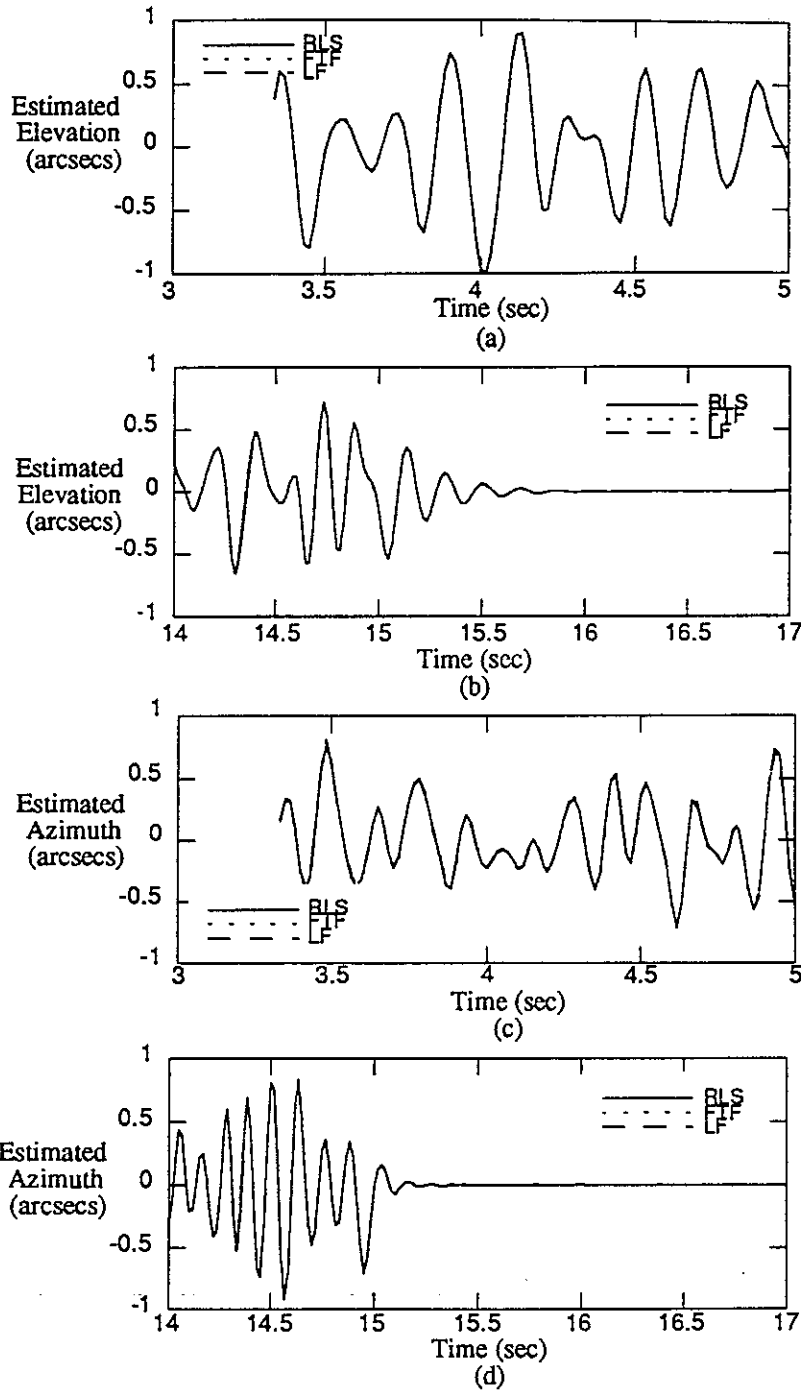 1
RLS
FTF
LF
0.5
Estimated
Elevation
(arcsecs)
0
-0.5
-1
3
3.5
4
4.5
5
Time (sec)
(a)
1
RLS
FTF
LF
0.5
Estimated
Elevation
(arcsecs)
0
-0.5
-1
14
14.5
15
15.5
16
16.5
17
Time (sec)
(b)
1
0.5
Estimated
Azimuth
(arcsecs)
0
-0.5
RLS
FTF
LF
-1
3
3.5
4
4.5
5
Time (sec)
(c)
1
RLS
FTF
LF
0.5
Estimated
Azimuth
(arcsecs)
0
-0.5
-1
14
14.5
15
15.5
16
16.5
17
Time (sec)
(d)